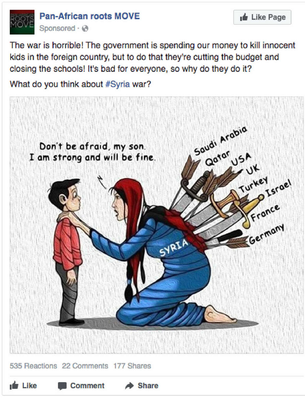 Pan-African roots MOVE
Like Page
Sponsored ·
The war is horrible! The government is spending our money to kill innocent
kids in the foreign country, but to do that they're cutting the budget and
closing the schools! It's bad for everyone, so why do they do it?
What do you think about #Syria war?
Don't be afraid, my son.
I am strong and will be fine.
Saudi Arabia
Qatar
USA
UK
Turkey
Israel
France
Germany
SYRIA
535 Reactions 22 Comments 177 Shares
Like Comment Share